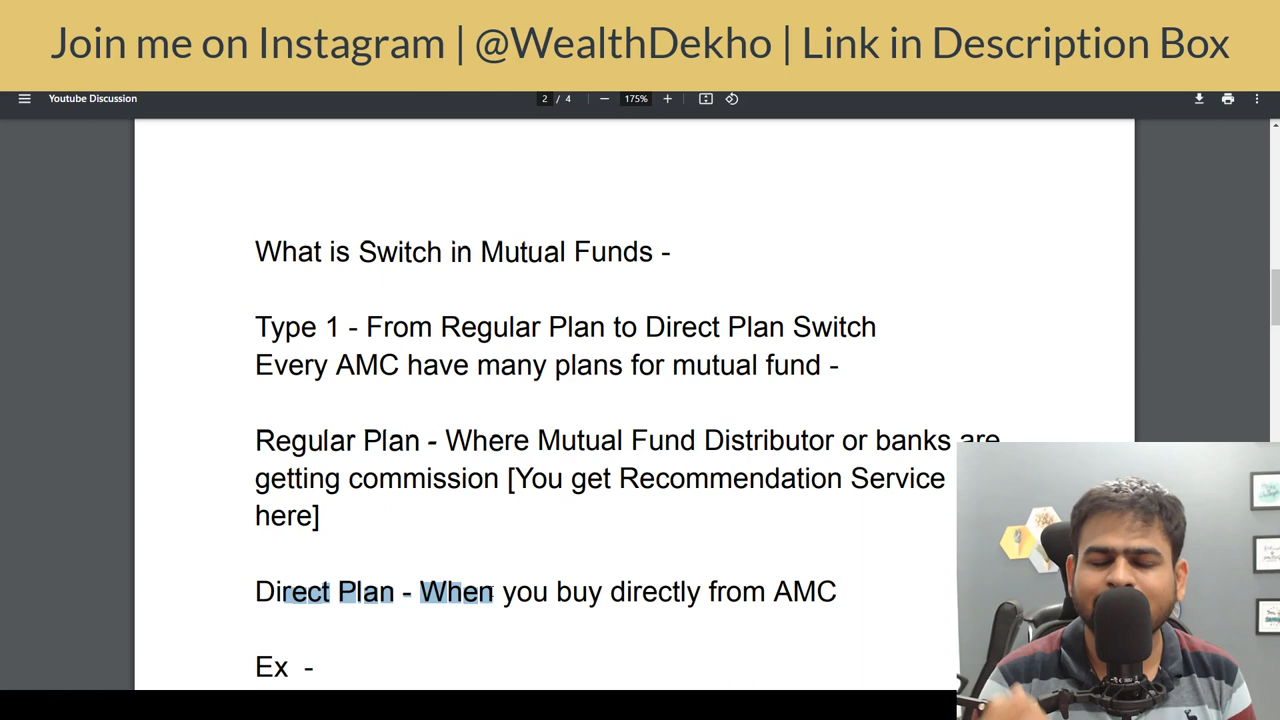 Join me on Instagram | @WealthDekho | Link in Description Box
Youtube Discussion
2 / 4
175%
What is Switch in Mutual Funds -
Type 1 - From Regular Plan to Direct Plan Switch
Every AMC have many plans for mutual fund -
Regular Plan - Where Mutual Fund Distributor or banks are
getting commission [You get Recommendation Service
here]
Direct Plan - When you buy directly from AMC
Ex -